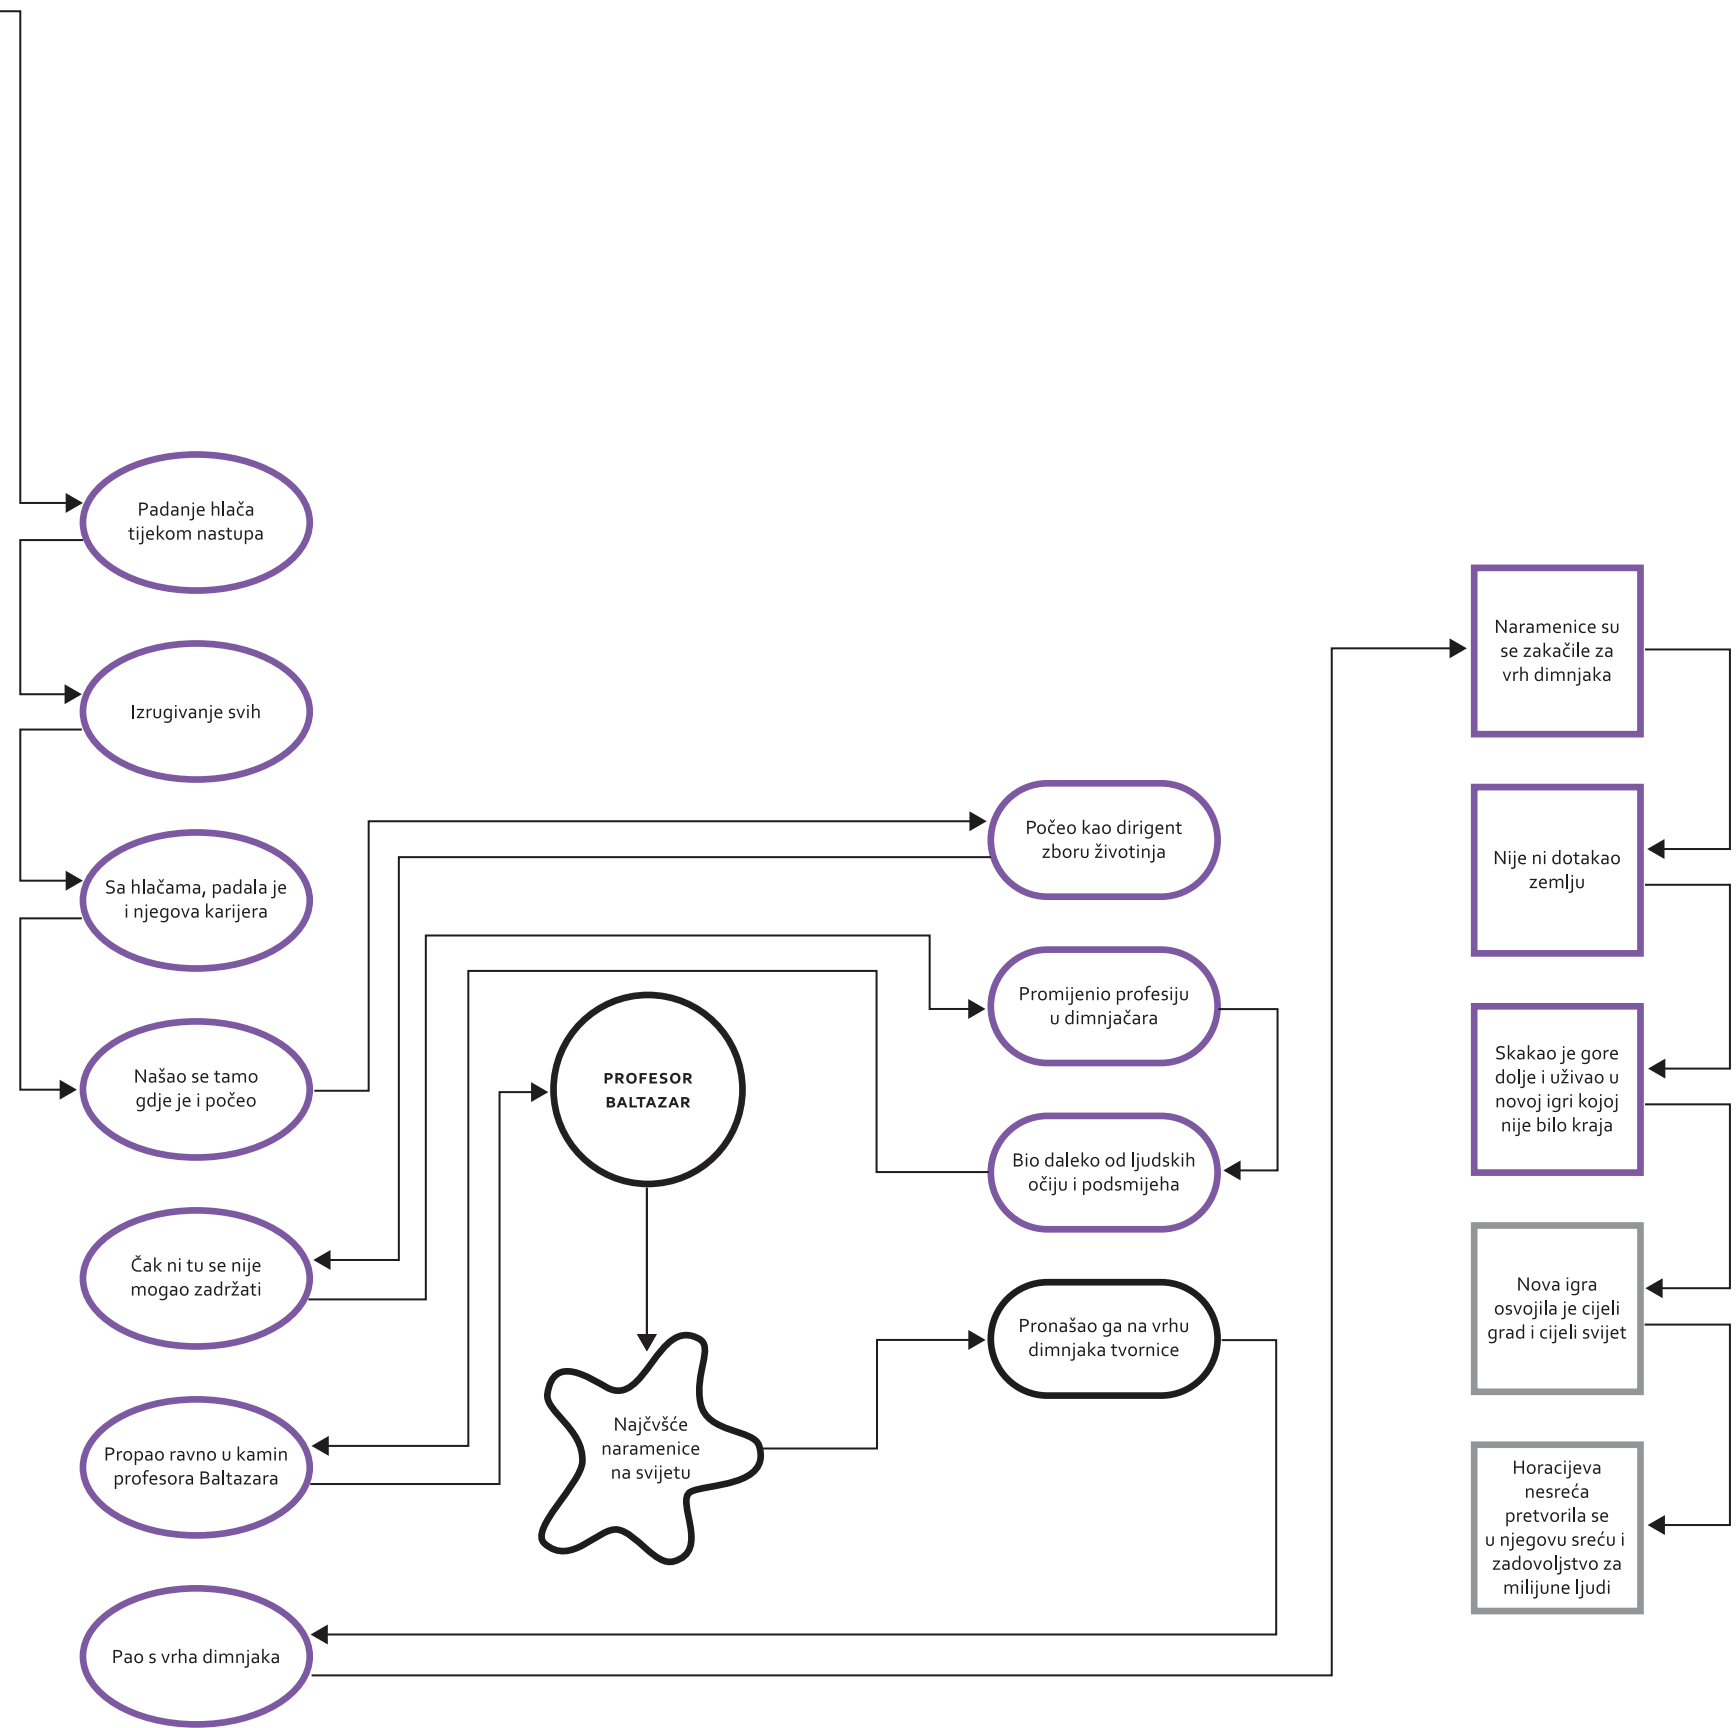 Padanje hlača
tijekom nastupa
Izrugivanje svih
Sa hlačama, padala je
i njegova karijera
Našao se tamo
gdje je i počeo
Čak ni tu se nije
mogao zadržati
Propao ravno u kamin
profesora Baltazara
Pao s vrha dimnjaka
PROFESOR
BALTAZAR
Najčvšće
naramenice
na svijetu
Počeo kao dirigent
zboru životinja
Promijenio profesiju
u dimnjačara
Bio daleko od ljudskih
očiju i podsmijeha
Pronašao ga na vrhu
dimnjaka tvornice
Naramenice su
se zakačile za
vrh dimnjaka
Nije ni dotakao
zemlju
Skakao je gore
dolje i uživao u
novoj igri kojoj
nije bilo kraja
Nova igra
osvojila je cijeli
grad i cijeli svijet
Horacijeva
nesreća
pretvorila se
u njegovu sreću i
zadovoljstvo za
milijune ljudi